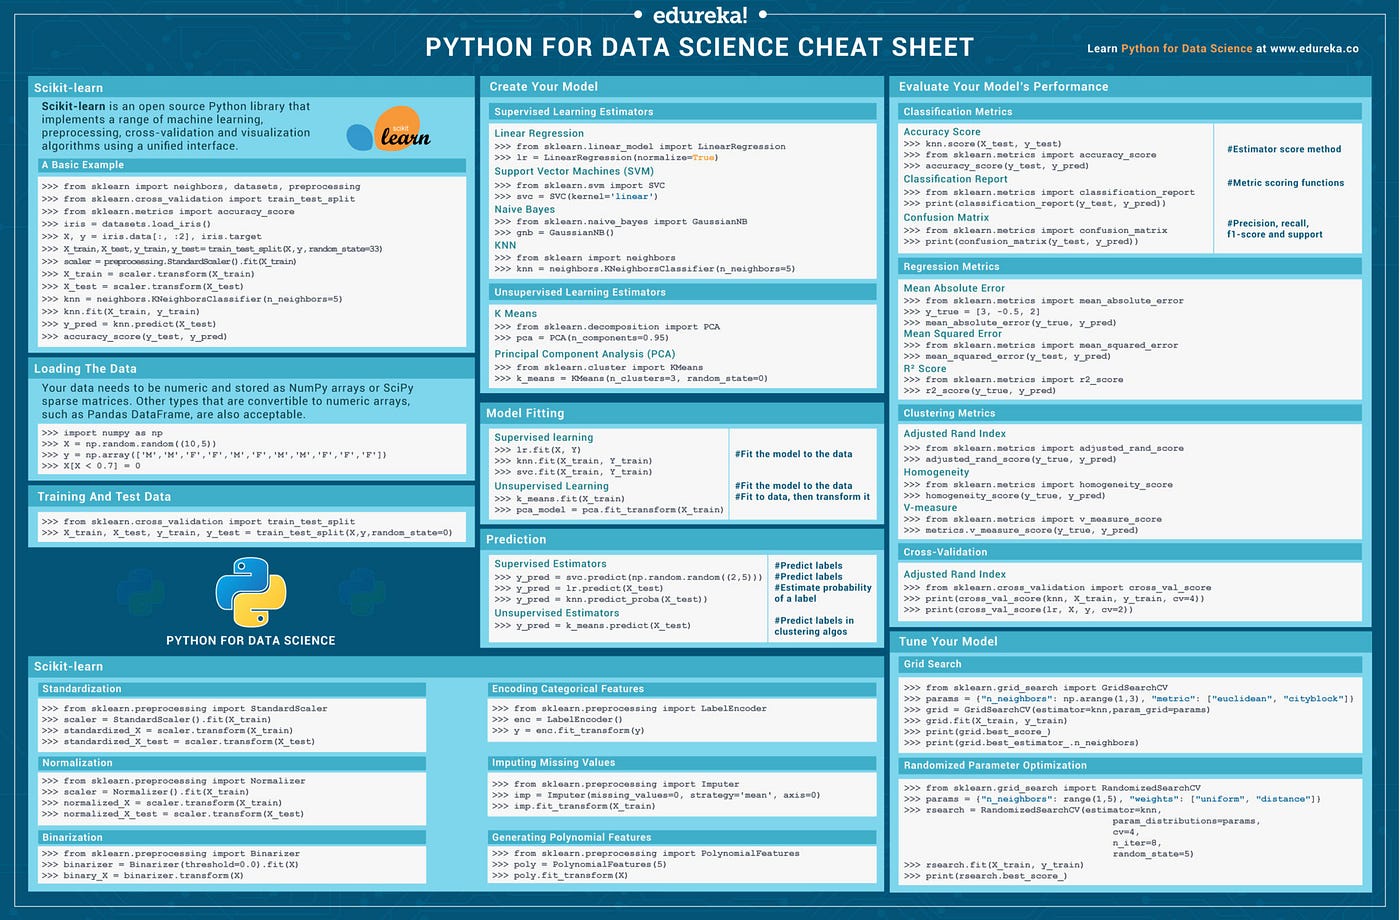 edureka!
PYTHON FOR DATA SCIENCE CHEAT SHEET
Learn Python for Data Science at www.edureka.co
Scikit-learn
Scikit-learn is an open source Python library that
implements a range of machine learning,
preprocessing, cross-validation and visualization
algorithms using a unified interface.
scikit
learn
A Basic Example
>>> from sklearn import neighbors, datasets, preprocessing
>>> from sklearn.cross_validation import train_test_split
>>> from sklearn.metrics import accuracy_score
>>> iris = datasets.load_iris()
>>> X, y = iris.data[:, :2], iris.target
>>> X_train, X_test, y_train, y_test = train_test_split(X, y, random_state=33)
>>> scaler = preprocessing.StandardScaler().fit(X_train)
>>> X_train = scaler.transform(X_train)
>>> X_test = scaler.transform(X_test)
>>> knn = neighbors.KNeighborsClassifier(n_neighbors=5)
>>> knn.fit(X_train, y_train)
>>> y_pred = knn.predict(X_test)
>>> accuracy_score(y_test, y_pred)
Loading The Data
Your data needs to be numeric and stored as NumPy arrays or SciPy
sparse matrices. Other types that are convertible to numeric arrays,
such as Pandas DataFrame, are also acceptable.
>>> import numpy as np
>>> X = np.random.random((10,5))
>>> y = np.array(['M','M','F','F','M','F','M','M','F','F','F'])
>>> X[X < 0.7] = 0
Training And Test Data
>>> from sklearn.cross_validation import train_test_split
>>> X_train, X_test, y_train, y_test = train_test_split(X,y,random_state=0)
PYTHON FOR DATA SCIENCE
Create Your Model
Supervised Learning Estimators
Linear Regression
>>> from sklearn.linear_model import LinearRegression
>>> lr = LinearRegression(normalize=True)
Support Vector Machines (SVM)
>>> from sklearn.svm import SVC
>>> svc = SVC(kernel='linear')
Naive Bayes
>>> from sklearn.naive_bayes import GaussianNB
>>> gnb = GaussianNB()
KNN
>>> from sklearn import neighbors
>>> knn = neighbors.KNeighborsClassifier(n_neighbors=5)
Unsupervised Learning Estimators
K Means
>>> from sklearn.decomposition import PCA
>>> pca = PCA(n_components=0.95)
Principal Component Analysis (PCA)
>>> from sklearn.cluster import KMeans
>>> k_means = KMeans(n_clusters=3, random_state=0)
Model Fitting
Supervised learning
>>> lr.fit(X, Y)
>>> knn.fit(X_train, Y_train)
>>> svc.fit(X_train, Y_train)
Unsupervised Learning
>>> k_means.fit(X_train)
>>> pca_model = pca.fit_transform(X_train)
#Fit the model to the data
#Fit the model to the data
#Fit to data, then transform it
Prediction
Supervised Estimators
>>> y_pred = svc.predict(np.random.random((2,5)))
>>> y_pred = lr.predict(X_test)
>>> y_pred = knn.predict_proba(X_test))
Unsupervised Estimators
>>> y_pred = k_means.predict(X_test)
#Predict labels
#Predict labels
#Estimate probability
of a label
#Predict labels in
clustering algos
Scikit-learn
Standardization
>>> from sklearn.preprocessing import StandardScaler
>>> scaler = StandardScaler().fit(X_train)
>>> standardized_X = scaler.transform(X_train)
>>> standardized_X_test = scaler.transform(X_test)
Normalization
>>> from sklearn.preprocessing import Normalizer
>>> scaler = Normalizer().fit(X_train)
>>> normalized_X = scaler.transform(X_train)
>>> normalized_X_test = scaler.transform(X_test)
Binarization
>>> from sklearn.preprocessing import Binarizer
>>> binarizer = Binarizer(threshold=0.0).fit(X)
>>> binary_X = binarizer.transform(X)
Encoding Categorical Features
>>> from sklearn.preprocessing import LabelEncoder
>>> enc = LabelEncoder()
>>> y = enc.fit_transform(y)
Imputing Missing Values
>>> from sklearn.preprocessing import Imputer
>>> imp = Imputer(missing_values=0, strategy='mean', axis=0)
>>> imp.fit_transform(X_train)
Generating Polynomial Features
>>> from sklearn.preprocessing import PolynomialFeatures
>>> poly = PolynomialFeatures(5)
>>> poly.fit_transform(X)
Evaluate Your Model's Performance
Classification Metrics
Accuracy Score
>>> knn.score(X_test, y_test)
>>> from sklearn.metrics import accuracy_score
>>> accuracy_score(y_test, y_pred)
Classification Report
>>> from sklearn.metrics import classification_report
>>> print(classification_report(y_test, y_pred))
Confusion Matrix
>>> from sklearn.metrics import confusion_matrix
>>> print(confusion_matrix(y_test, y_pred))
#Estimator score method
#Metric scoring functions
#Precision, recall,
f1-score and support
Regression Metrics
Mean Absolute Error
>>> from sklearn.metrics import mean_absolute_error
>>> y_true = [3, -0.5, 2]
>>> mean_absolute_error(y_true, y_pred)
Mean Squared Error
>>> from sklearn.metrics import mean_squared_error
>>> mean_squared_error(y_test, y_pred)
R² Score
>>> from sklearn.metrics import r2_score
>>> r2_score(y_true, y_pred)
Clustering Metrics
Adjusted Rand Index
>>> from sklearn.metrics import adjusted_rand_score
>>> adjusted_rand_score(y_true, y_pred)
Homogeneity
>>> from sklearn.metrics import homogeneity_score
>>> homogeneity_score(y_true, y_pred)
V-measure
>>> from sklearn.metrics import v_measure_score
>>> metrics.v_measure_score(y_true, y_pred)
Cross-Validation
Adjusted Rand Index
>>> from sklearn.cross_validation import cross_val_score
>>> print(cross_val_score(knn, X_train, y_train, cv=4))
>>> print(cross_val_score(lr, X, y, cv=2))
Tune Your Model
Grid Search
>>> from sklearn.grid_search import GridSearchCV
>>> params = {"n_neighbors": np.arange(1,3), "metric": ["euclidean", "cityblock"]}
>>> grid = GridSearchCV(estimator=knn,param_grid=params)
>>> grid.fit(X_train, y_train)
>>> print(grid.best_score_)
>>> print(grid.best_estimator_.n_neighbors)
Randomized Parameter Optimization
>>> from sklearn.grid_search import RandomizedSearchCV
>>> params = {"n_neighbors": range(1,5), "weights": ["uniform", "distance"]}
>>> rsearch = RandomizedSearchCV(estimator=knn,
param_distributions=params,
cv=4,
n_iter=8,
random_state=5)
>>> rsearch.fit(X_train, y_train)
>>> print(rsearch.best_score_)